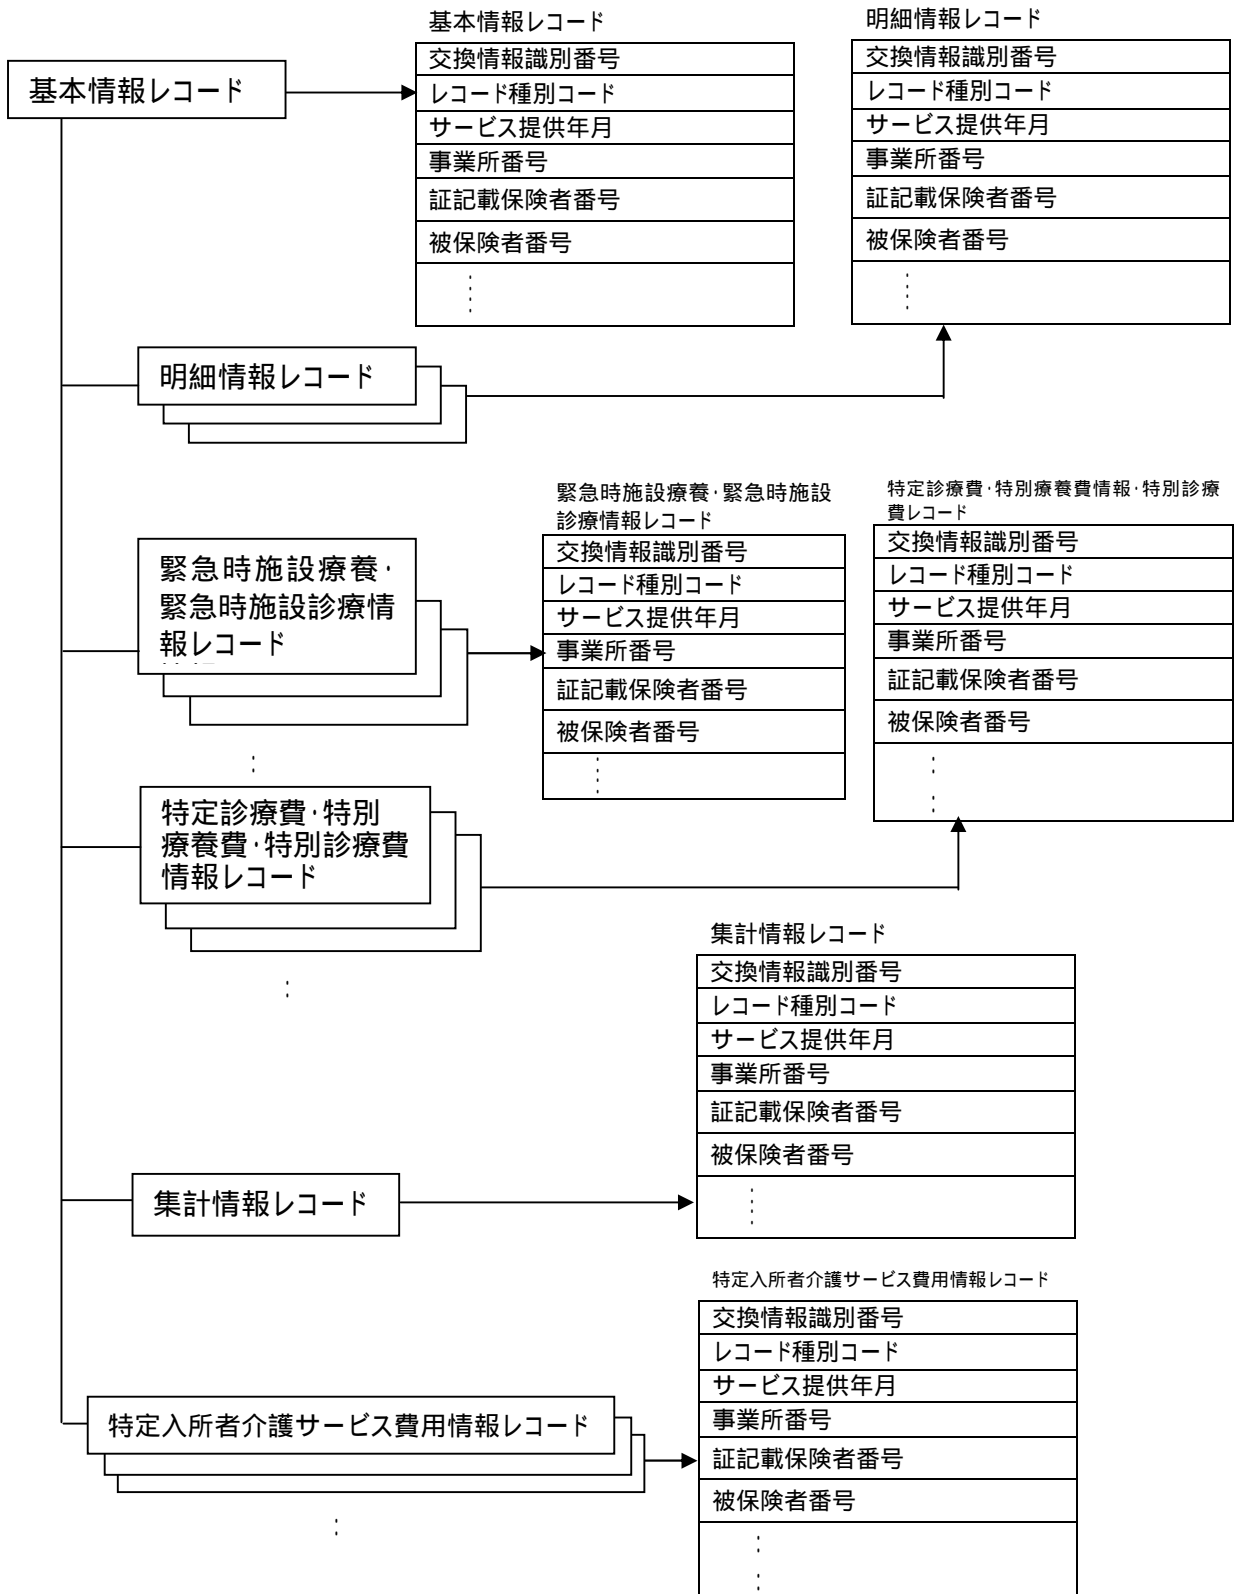 基本情報レコード
基本情報レコード
交換情報識別番号
レコード種別コード
サービス提供年月
事業所番号
証記載保険者番号
被保険者番号
明細情報レコード
交換情報識別番号
レコード種別コード
サービス提供年月
事業所番号
証記載保険者番号
被保険者番号
明細情報レコード
緊急時施設療養・緊急時施設
診療情報レコード
交換情報識別番号
レコード種別コード
サービス提供年月
事業所番号
証記載保険者番号
被保険者番号
特定診療費・特別療養費情報・特別診療
費レコード
交換情報識別番号
レコード種別コード
サービス提供年月
事業所番号
証記載保険者番号
被保険者番号
緊急時施設療養・
緊急時施設診療情
報レコード
特定診療費・特別
療養費・特別診療費
情報レコード
集計情報レコード
交換情報識別番号
レコード種別コード
サービス提供年月
事業所番号
証記載保険者番号
被保険者番号
集計情報レコード
特定入所者介護サービス費用情報レコード
交換情報識別番号
レコード種別コード
サービス提供年月
事業所番号
証記載保険者番号
被保険者番号
特定入所者介護サービス費用情報レコード